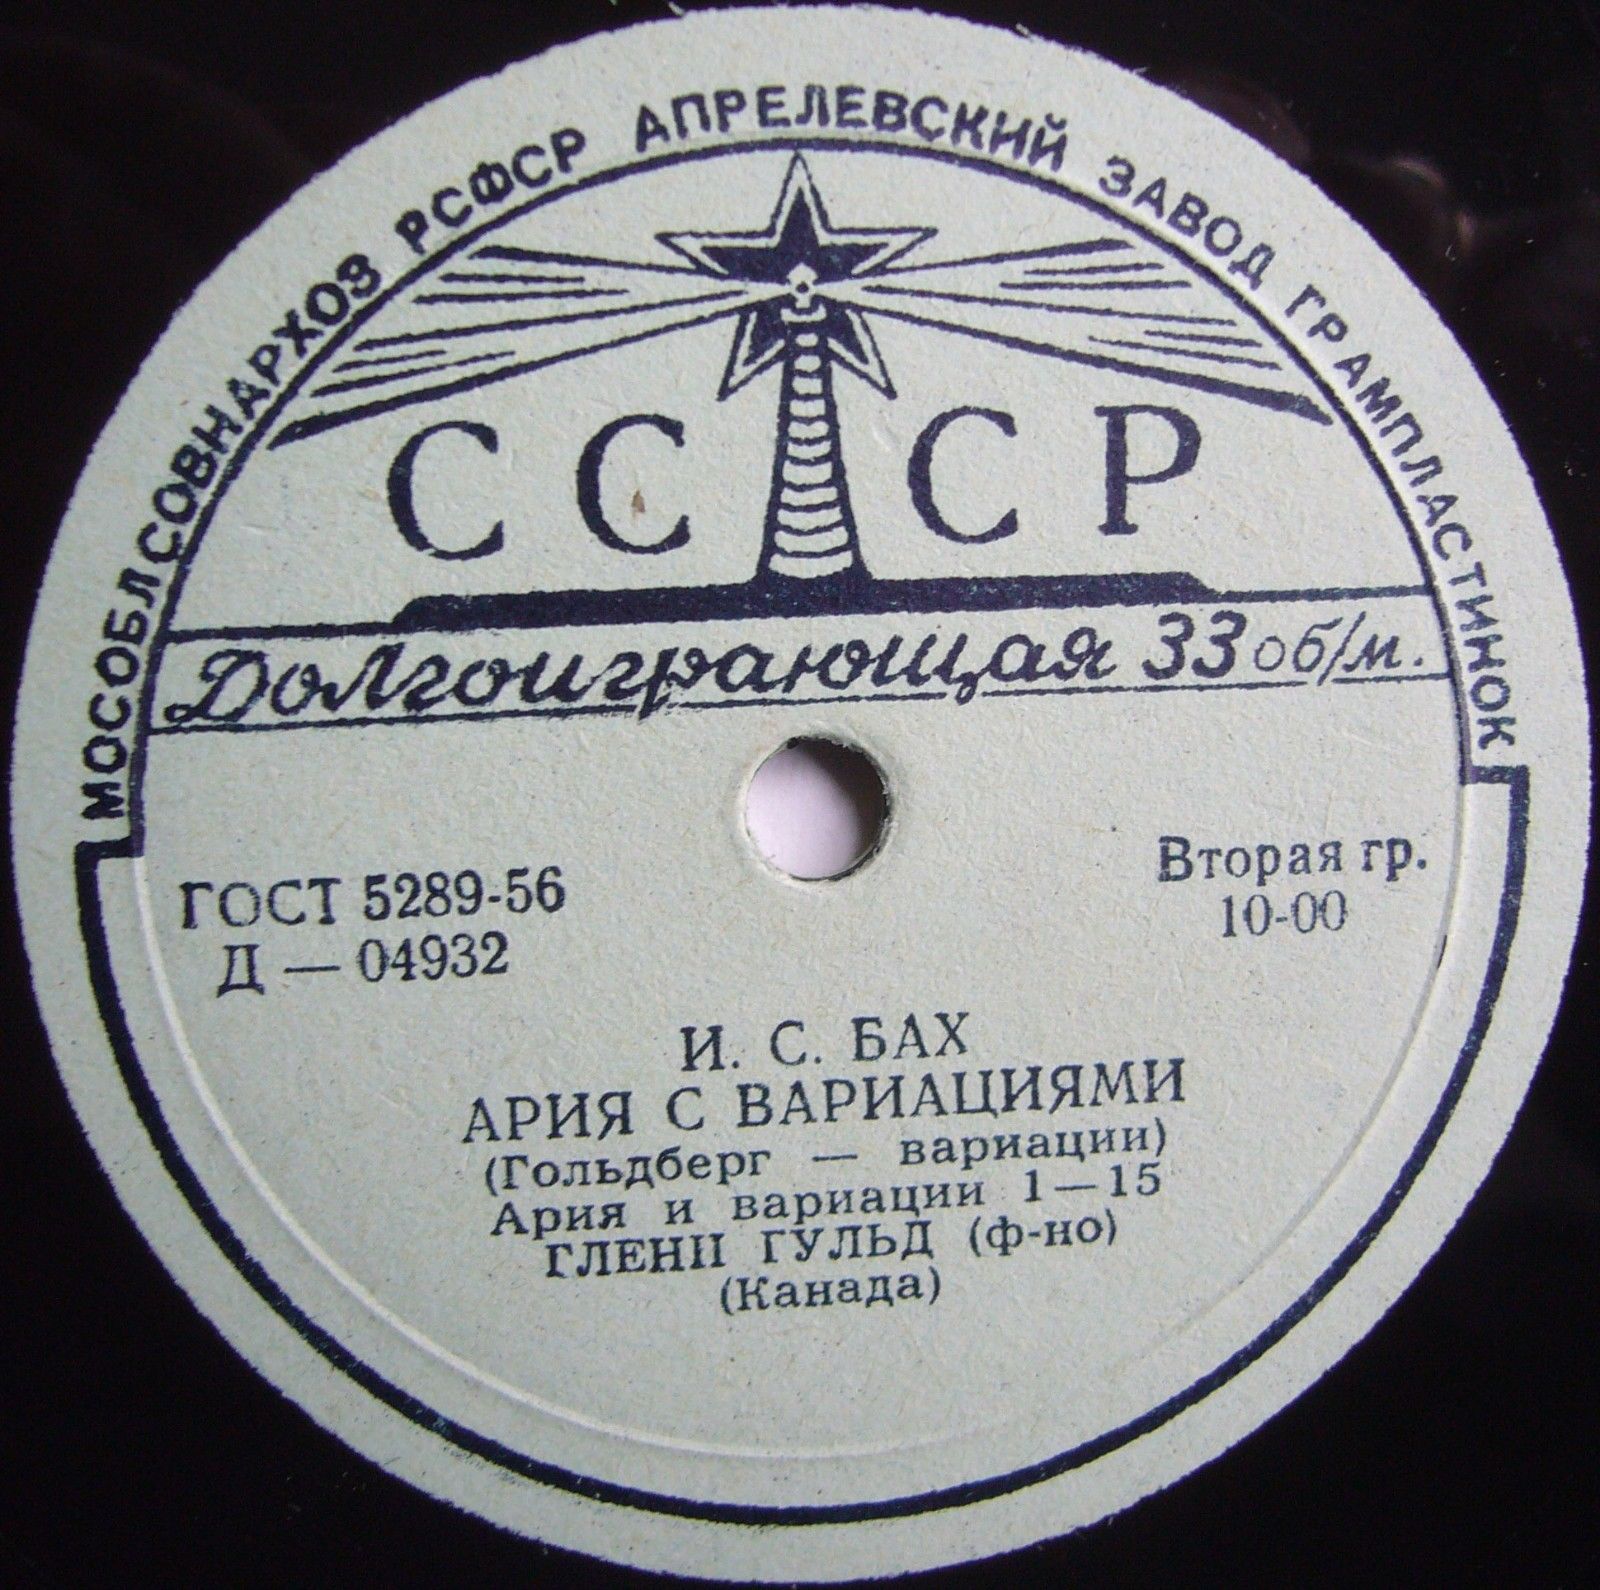 МОСОБЛСОВНАРХОЗ РСФСР АПРЕЛЕВСКИЙ ЗАВОД ГРАМПЛАСТИНОК
СССР
Долгоиграющая 33 об/м.
ГОСТ 5289-56
Д — 04932
Вторая гр.
10-00
И. С. БАХ
АРИЯ С ВАРИАЦИЯМИ
(Гольдберг — вариации)
Ария и вариации 1—15
ГЛЕНН ГУЛЬД (ф-но)
(Канада)